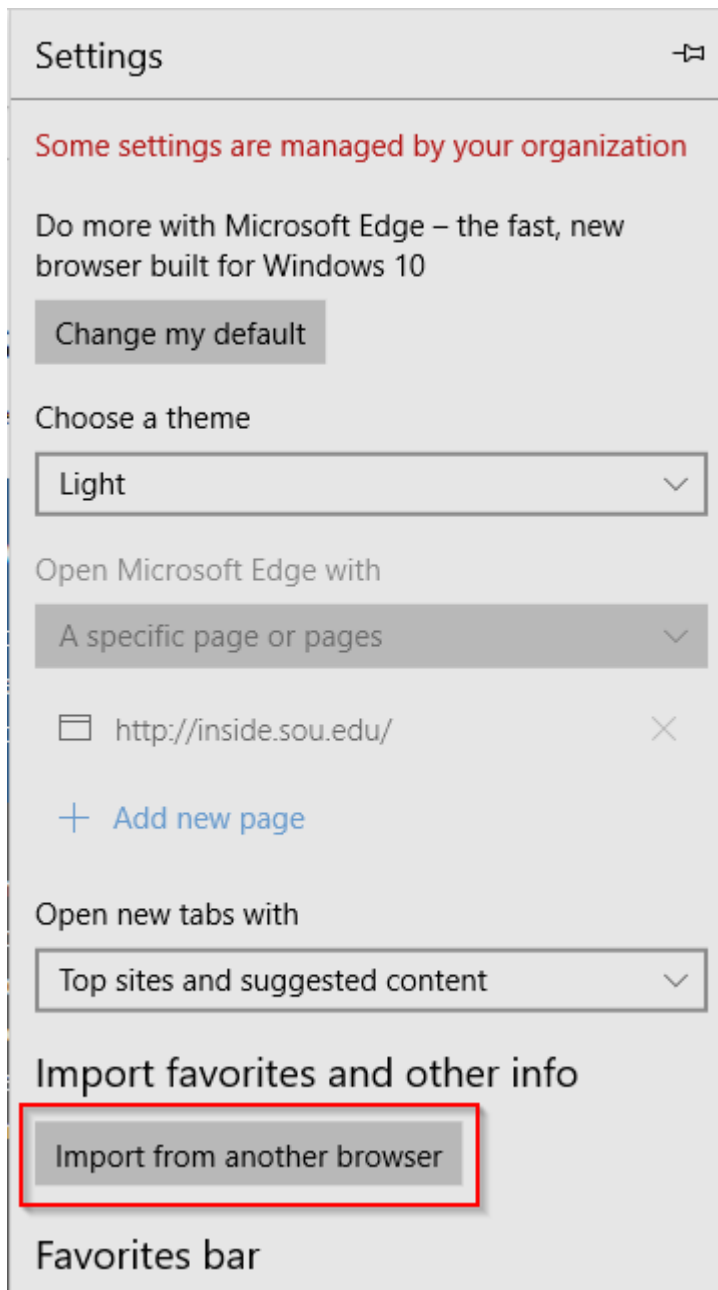 Settings
Some settings are managed by your organization
Do more with Microsoft Edge – the fast, new
browser built for Windows 10
Change my default
Choose a theme
Light
Open Microsoft Edge with
A specific page or pages
http://inside.sou.edu/
Add new page
Open new tabs with
Top sites and suggested content
Import favorites and other info
Import from another browser
Favorites bar